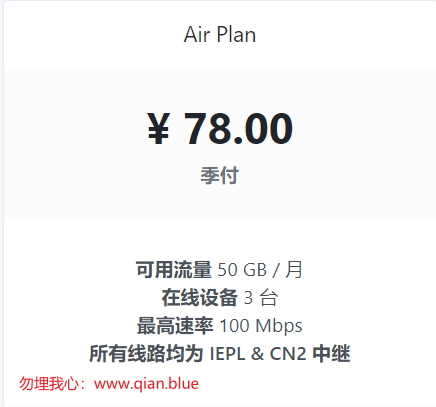 Air Plan
¥ 78.00
季付
可用流量 50 GB / 月
在线设备 3 台
最高速率 100 Mbps
所有线路均为 IEPL & CN2 中继
勿埋我心：www.qian.blue